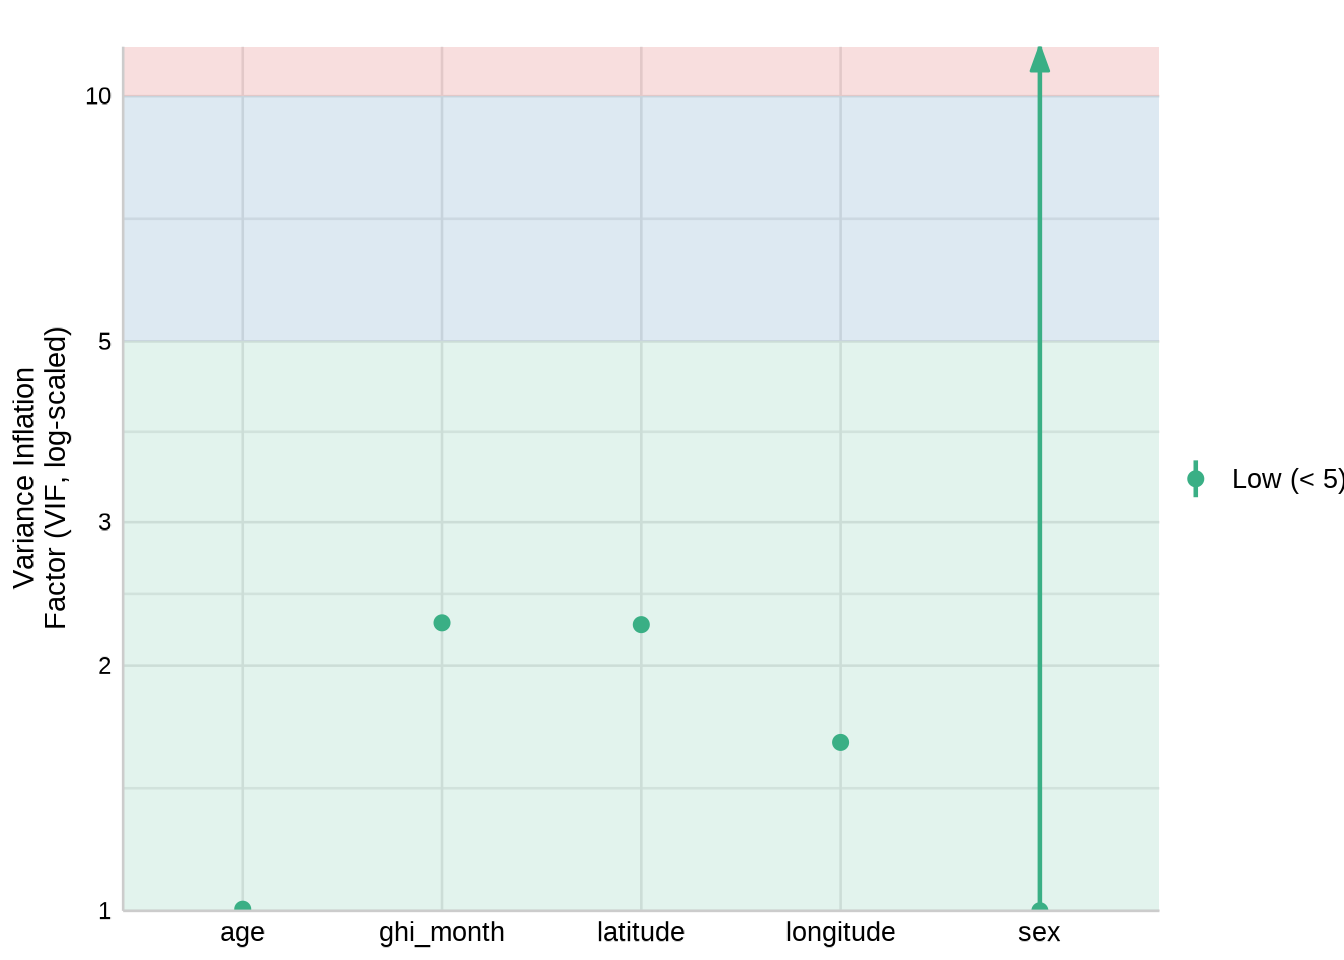 Variance Inflation
Factor (VIF, log-scaled)
10
5
3
2
1
age
ghi_month
latitude
longitude
sex
Low (< 5)